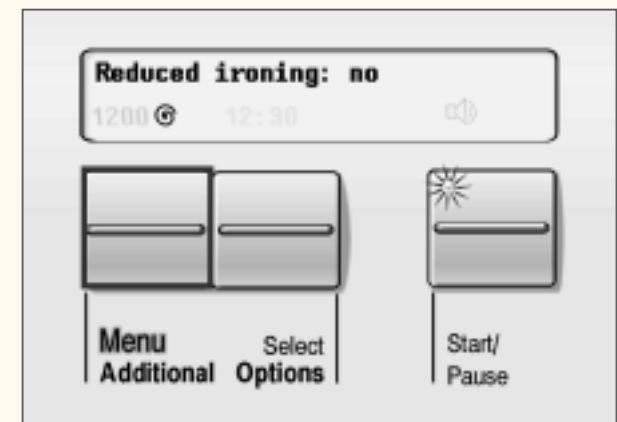 Reduced ironing: no
1200 12:30
Menu Select
Additional Options
Start/
Pause